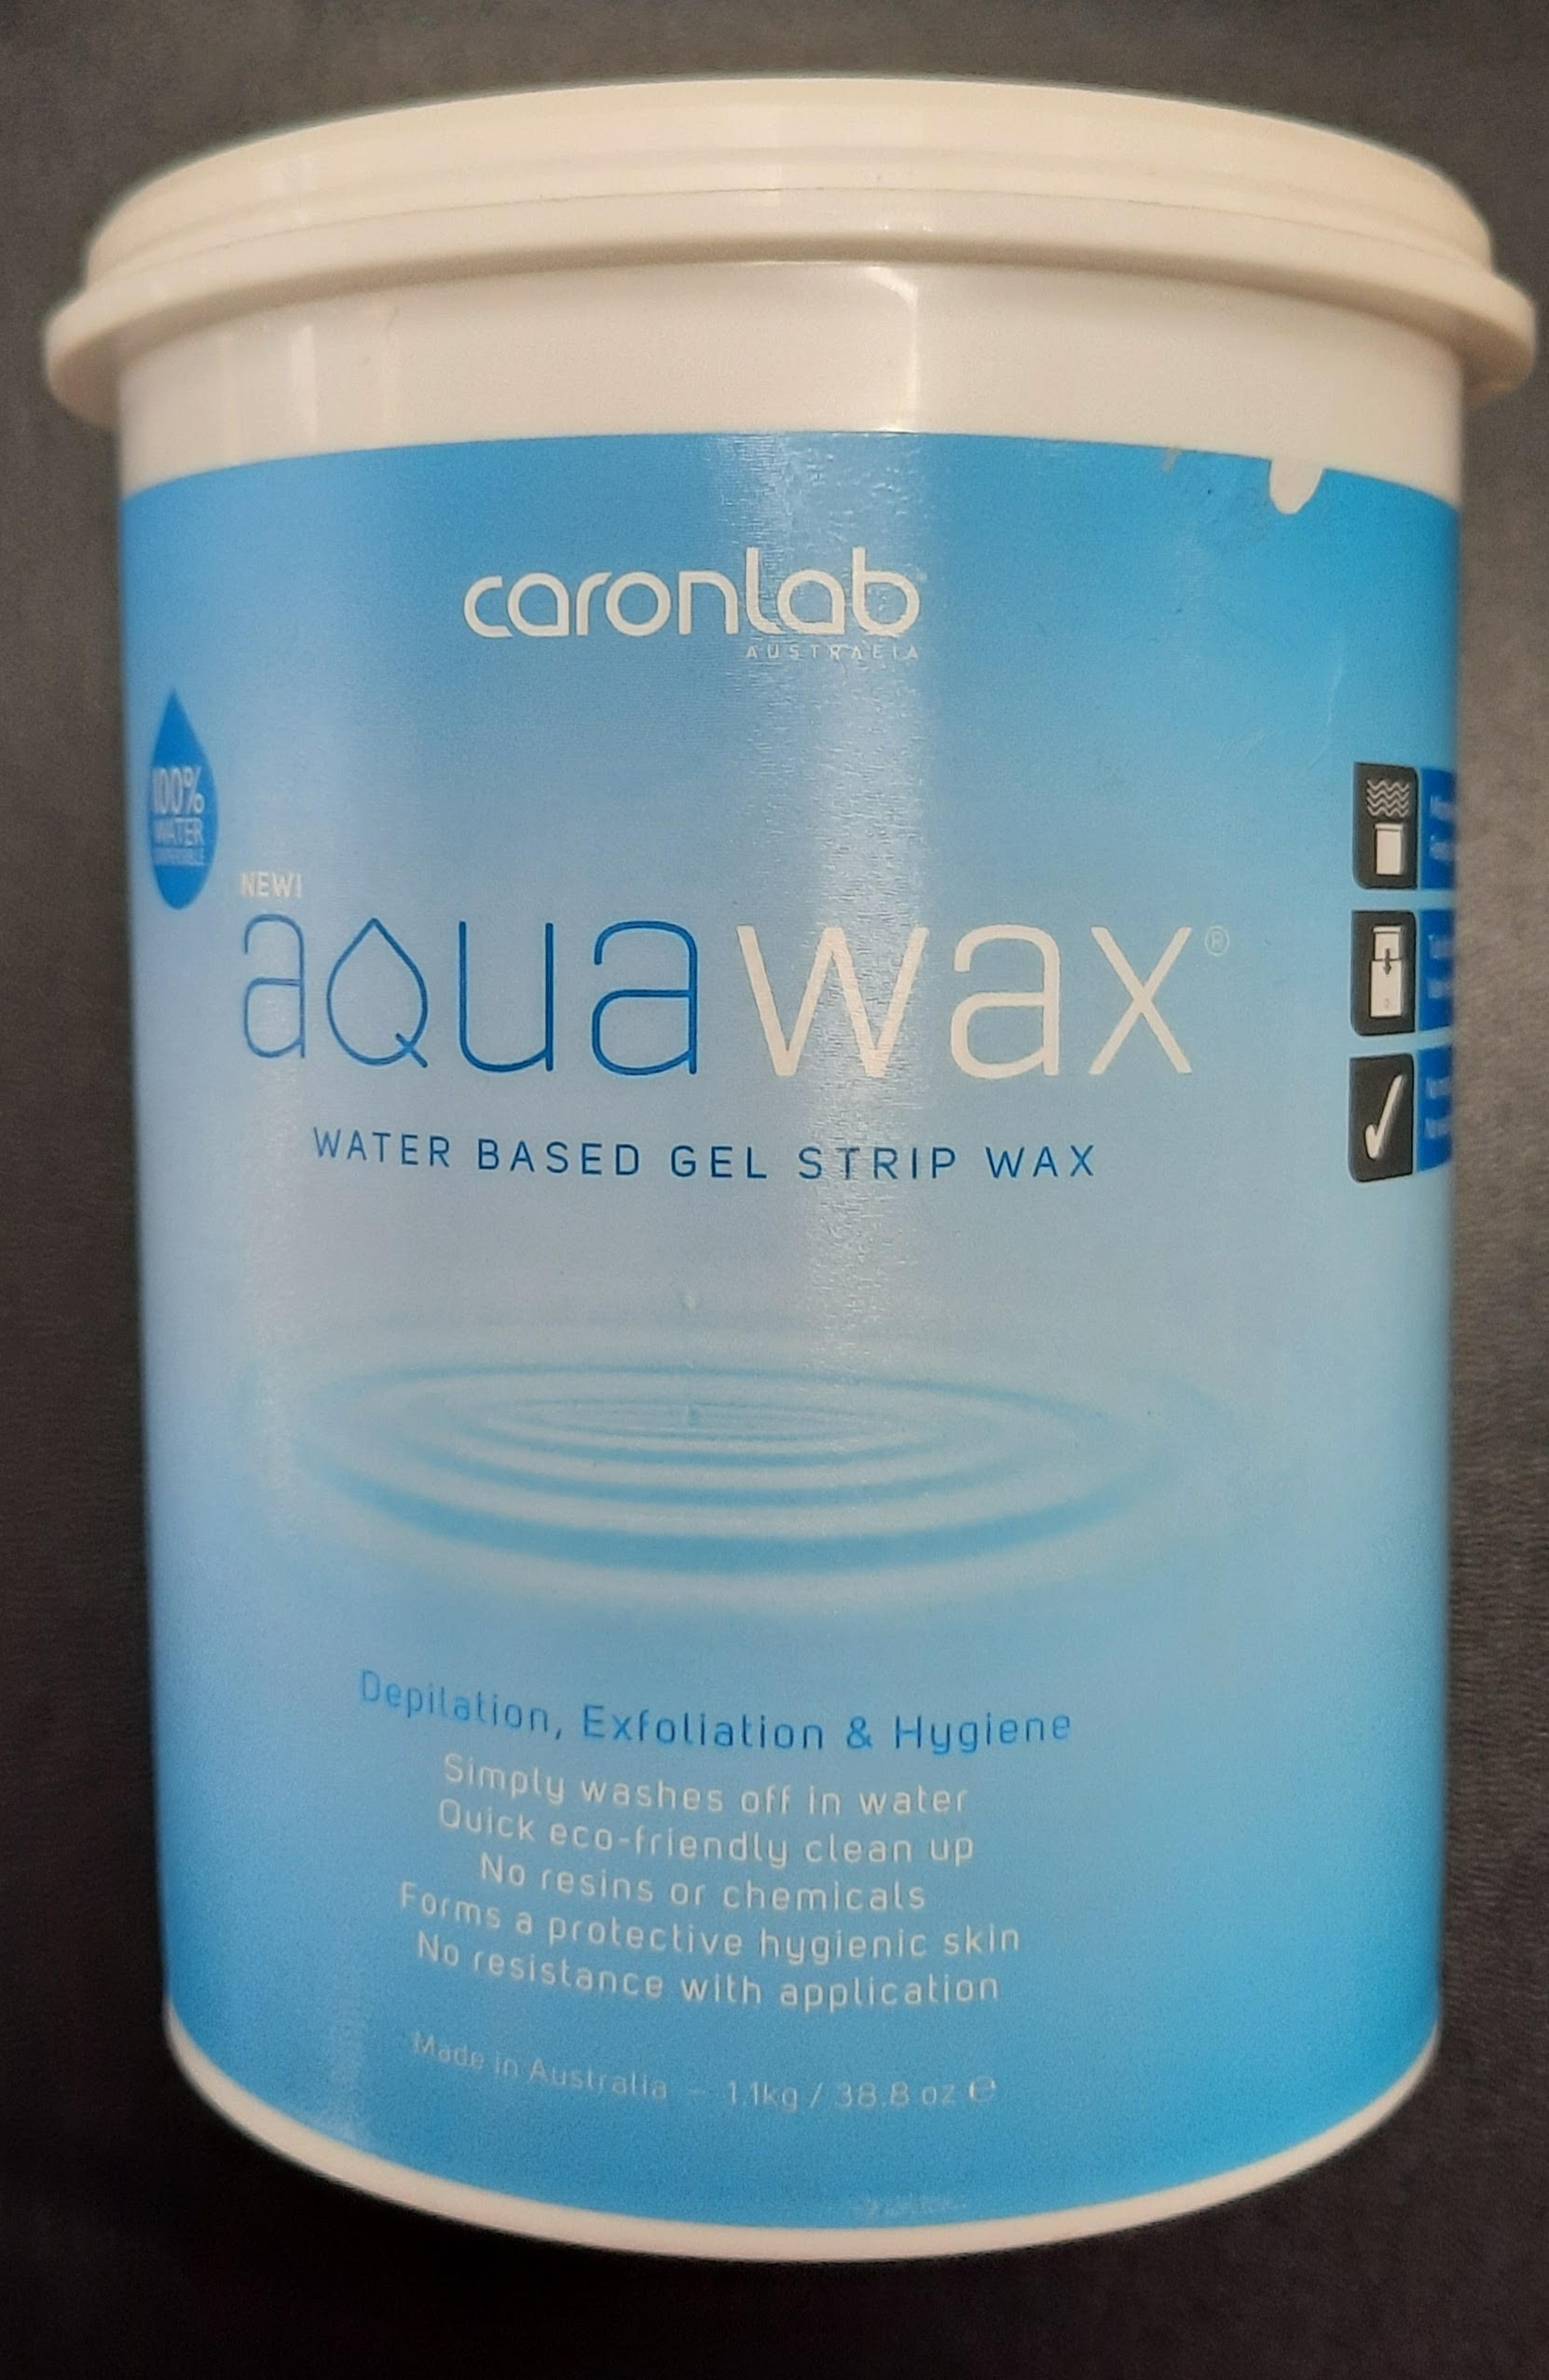 caronlab
AUSTRALIA
100%
WATER
NEW!
aquawax®
WATER BASED GEL STRIP WAX
Depilation, Exfoliation & Hygiene
Simply washes off in water
Quick eco-friendly clean up
No resins or chemicals
Forms a protective hygienic skin
No resistance with application
Made in Australia – 1.1kg / 38.8 oz ℮